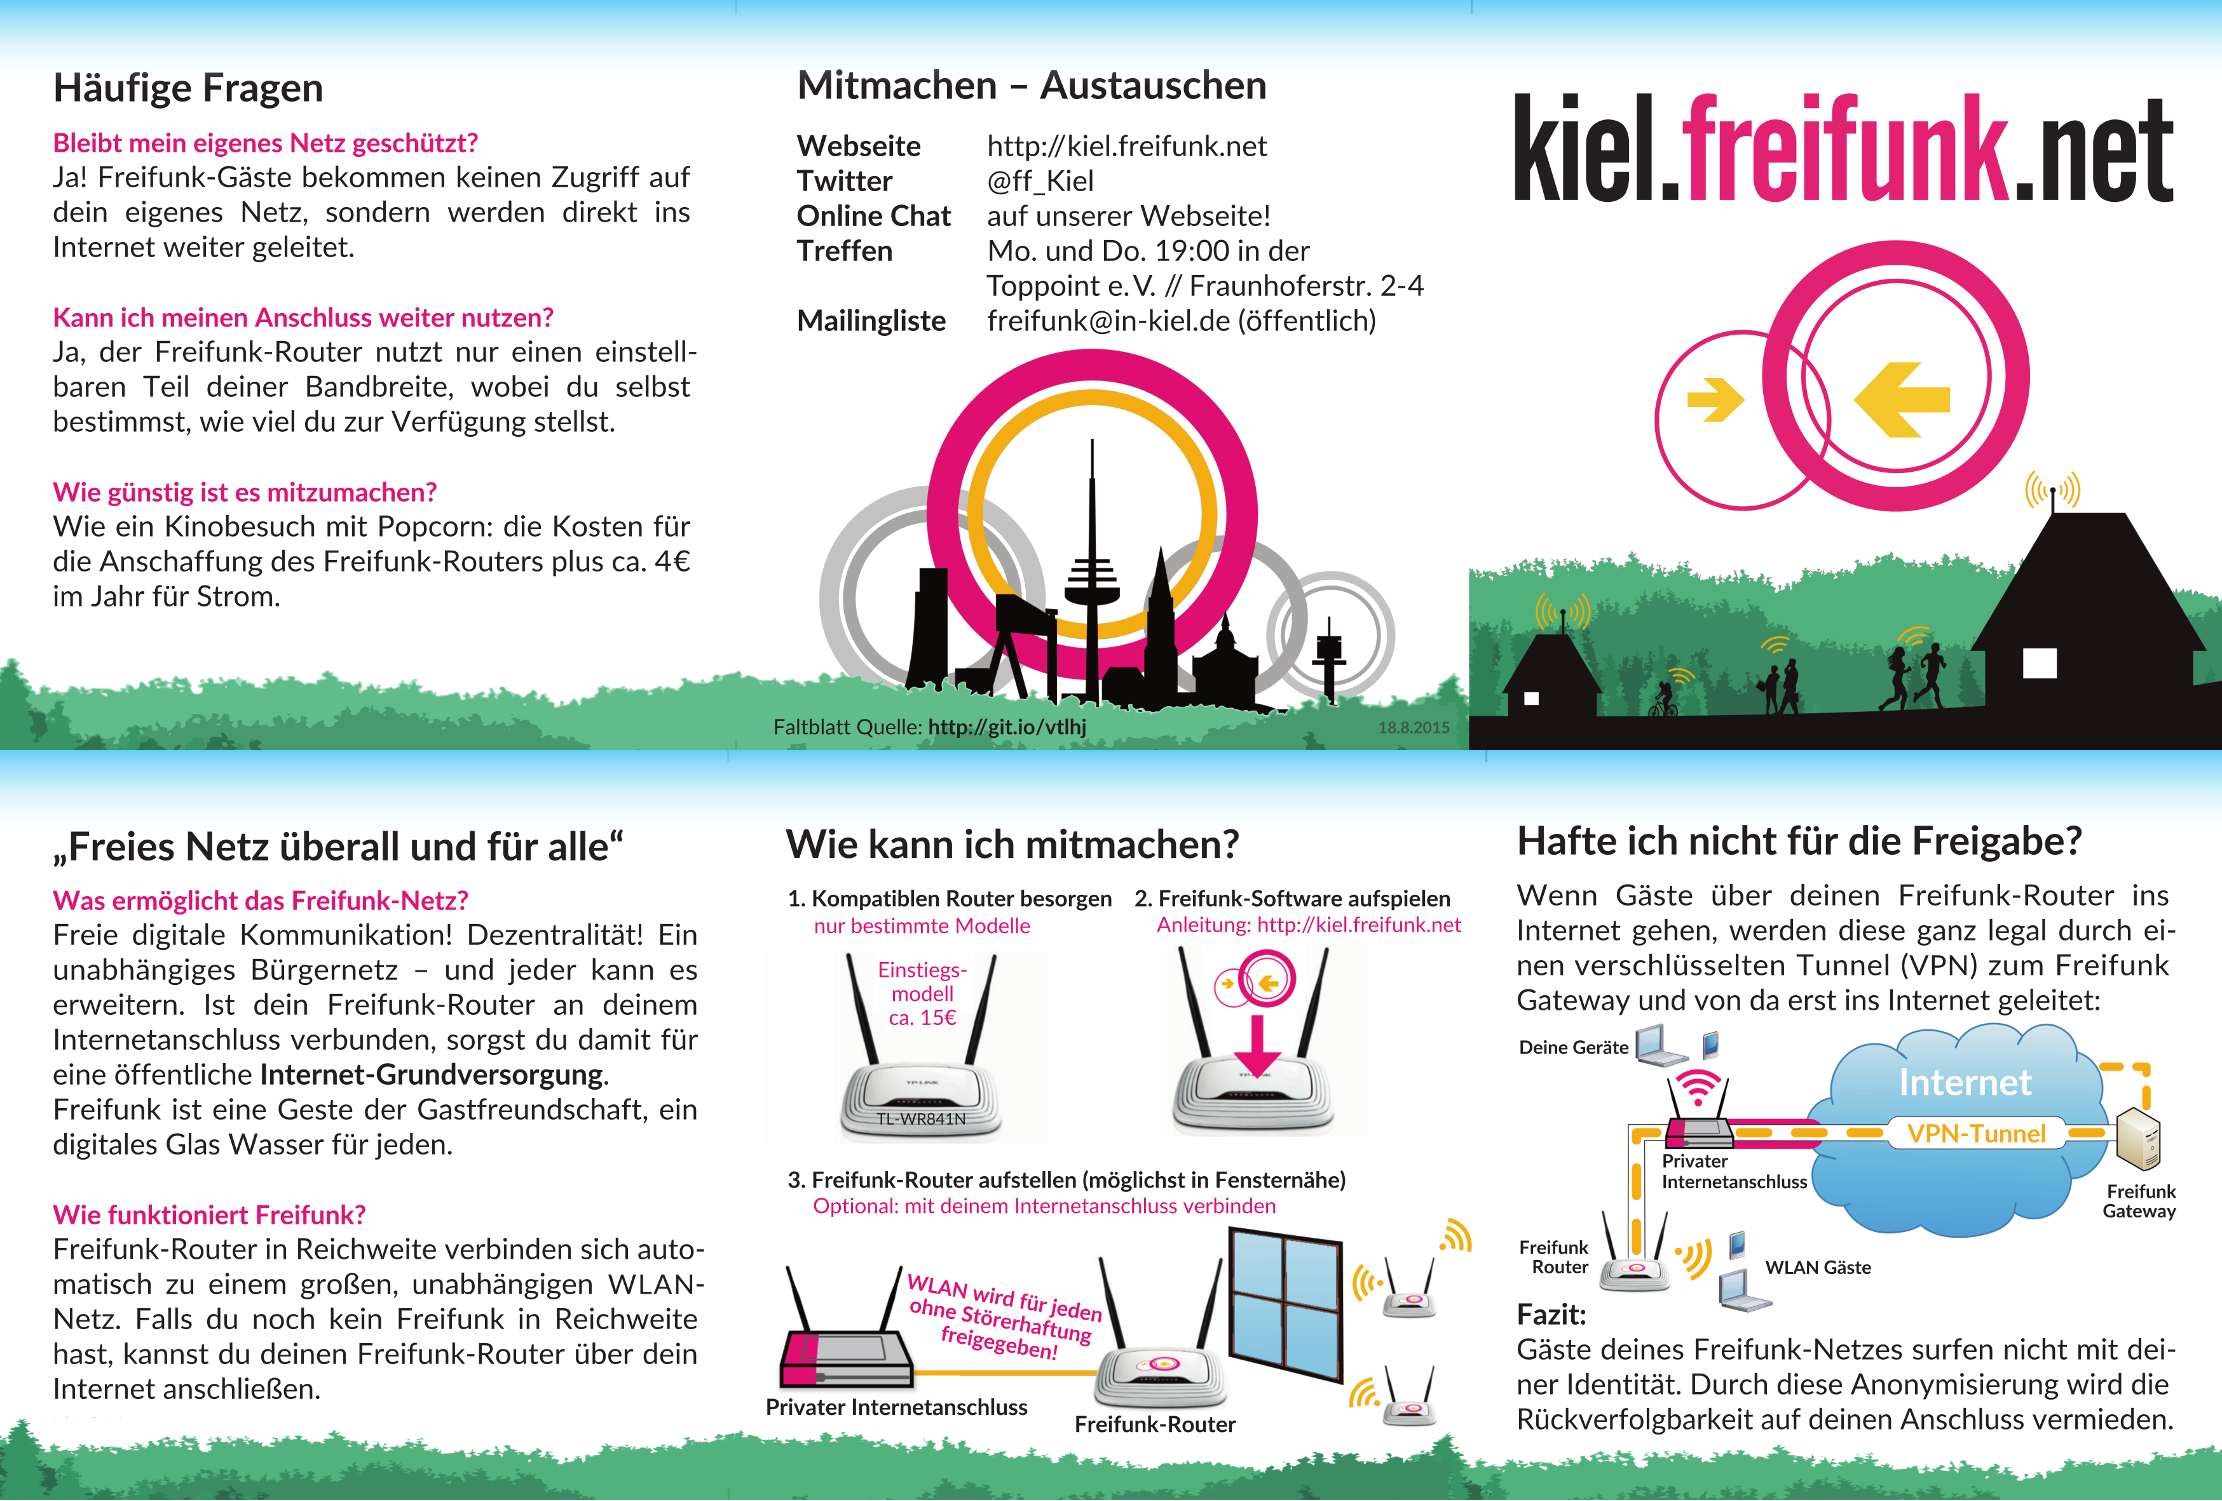 Häufige Fragen
Bleibt mein eigenes Netz geschützt?
Ja! Freifunk-Gäste bekommen keinen Zugriff auf
dein eigenes Netz, sondern werden direkt ins
Internet weiter geleitet.
Kann ich meinen Anschluss weiter nutzen?
Ja, der Freifunk-Router nutzt nur einen einstell-
baren Teil deiner Bandbreite, wobei du selbst
bestimmst, wie viel du zur Verfügung stellst.
Wie günstig ist es mitzumachen?
Wie ein Kinobesuch mit Popcorn: die Kosten für
die Anschaffung des Freifunk-Routers plus ca. 4€
im Jahr für Strom.
Mitmachen – Austauschen
Webseite http://kiel.freifunk.net
Twitter @ff_Kiel
Online Chat auf unserer Webseite!
Treffen Mo. und Do. 19:00 in der
Toppoint e.V. // Fraunhoferstr. 2-4
Mailingliste freifunk@in-kiel.de (öffentlich)
Faltblatt Quelle: http://git.io/vtlhj
18.8.2015
kiel.freifunk.net
„Freies Netz überall und für alle“
Was ermöglicht das Freifunk-Netz?
Freie digitale Kommunikation! Dezentralität! Ein
unabhängiges Bürgernetz – und jeder kann es
erweitern. Ist dein Freifunk-Router an deinem
Internetanschluss verbunden, sorgst du damit für
eine öffentliche Internet-Grundversorgung.
Freifunk ist eine Geste der Gastfreundschaft, ein
digitales Glas Wasser für jeden.
Wie funktioniert Freifunk?
Freifunk-Router in Reichweite verbinden sich auto-
matisch zu einem großen, unabhängigen WLAN-
Netz. Falls du noch kein Freifunk in Reichweite
hast, kannst du deinen Freifunk-Router über dein
Internet anschließen.
Wie kann ich mitmachen?
1. Kompatiblen Router besorgen
nur bestimmte Modelle
Einstiegs-
modell
ca. 15€
TP-LINK
TL-WR841N
2. Freifunk-Software aufspielen
Anleitung: http://kiel.freifunk.net
3. Freifunk-Router aufstellen (möglichst in Fensternähe)
Optional: mit deinem Internetanschluss verbinden
WLAN wird für jeden
ohne Störerhaftung
freigegeben!
Privater Internetanschluss
Freifunk-Router
Hafte ich nicht für die Freigabe?
Wenn Gäste über deinen Freifunk-Router ins
Internet gehen, werden diese ganz legal durch ei-
nen verschlüsselten Tunnel (VPN) zum Freifunk
Gateway und von da erst ins Internet geleitet:
Deine Geräte
Internet
VPN-Tunnel
Privater
Internetanschluss
Freifunk
Gateway
Freifunk
Router
WLAN Gäste
Fazit:
Gäste deines Freifunk-Netzes surfen nicht mit dei-
ner Identität. Durch diese Anonymisierung wird die
Rückverfolgbarkeit auf deinen Anschluss vermieden.